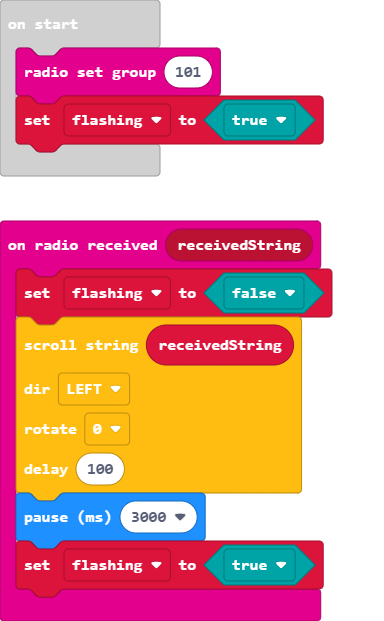 on start
radio set group 101
set flashing to true
on radio received receivedString
set flashing to false
scroll string receivedString
dir LEFT
rotate 0
delay 100
pause (ms) 3000
set flashing to true